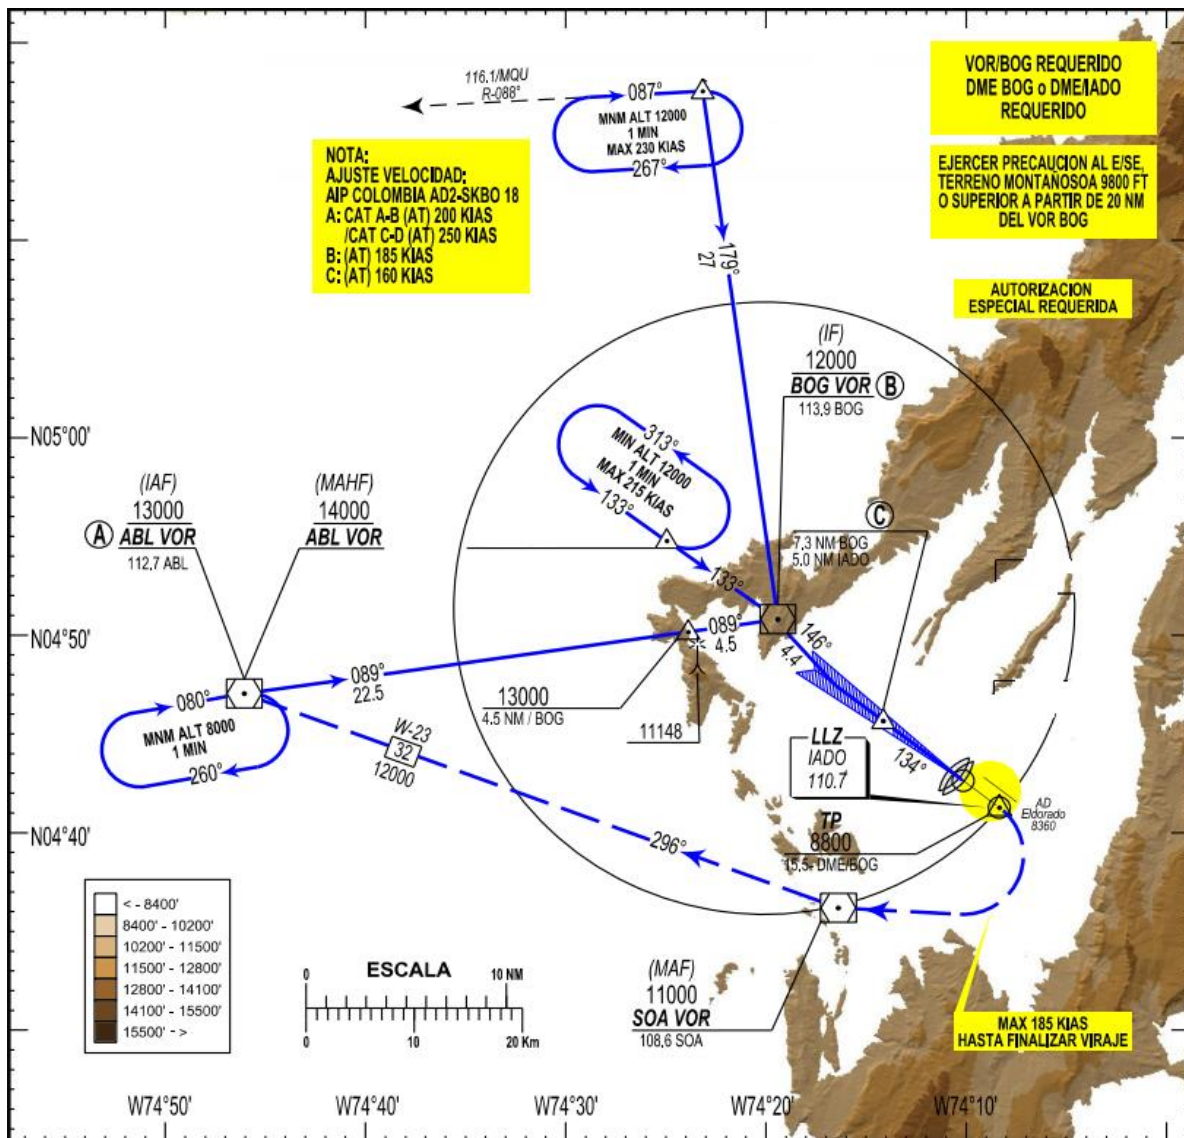 116.1/MQU
R-088°
087°
MNM ALT 12000
1 MIN
MAX 230 KIAS
267°
VOR/BOG REQUERIDO
DME BOG o DME/IADO
REQUERIDO
NOTA:
AJUSTE VELOCIDAD:
AIP COLOMBIA AD2-SKBO 18
A: CAT A-B (AT) 200 KIAS
/CAT C-D (AT) 250 KIAS
B: (AT) 185 KIAS
C: (AT) 160 KIAS
EJERCER PRECAUCION AL E/SE,
TERRENO MONTAÑOSOA 9800 FT
O SUPERIOR A PARTIR DE 20 NM
DEL VOR BOG
179°
27
AUTORIZACION
ESPECIAL REQUERIDA
(IF)
12000
BOG VOR B
113.9 BOG
N05°00'
313°
MIN ALT 12000
1 MIN
MAX 215 KIAS
133°
133°
(IAF)
13000
A ABL VOR
112.7 ABL
(MAHF)
14000
ABL VOR
C
7.3 NM BOG
5.0 NM IADO
N04°50'
089°
4.5
146°
4.4
089°
22.5
080°
MNM ALT 8000
1 MIN
260°
13000
4.5 NM / BOG
11148
W-23
32
12000
LLZ
IADO
110.7
134°
AD
Eldorado
8360
TP
8800
15.5- DME/BOG
N04°40'
296°
< - 8400'
8400' - 10200'
10200' - 11500'
11500' - 12800'
12800' - 14100'
14100' - 15500'
15500' - >
0 ESCALA 10 NM
0 10 20 Km
(MAF)
11000
SOA VOR
108.6 SOA
MAX 185 KIAS
HASTA FINALIZAR VIRAJE
W74°50' W74°40' W74°30' W74°20' W74°10'